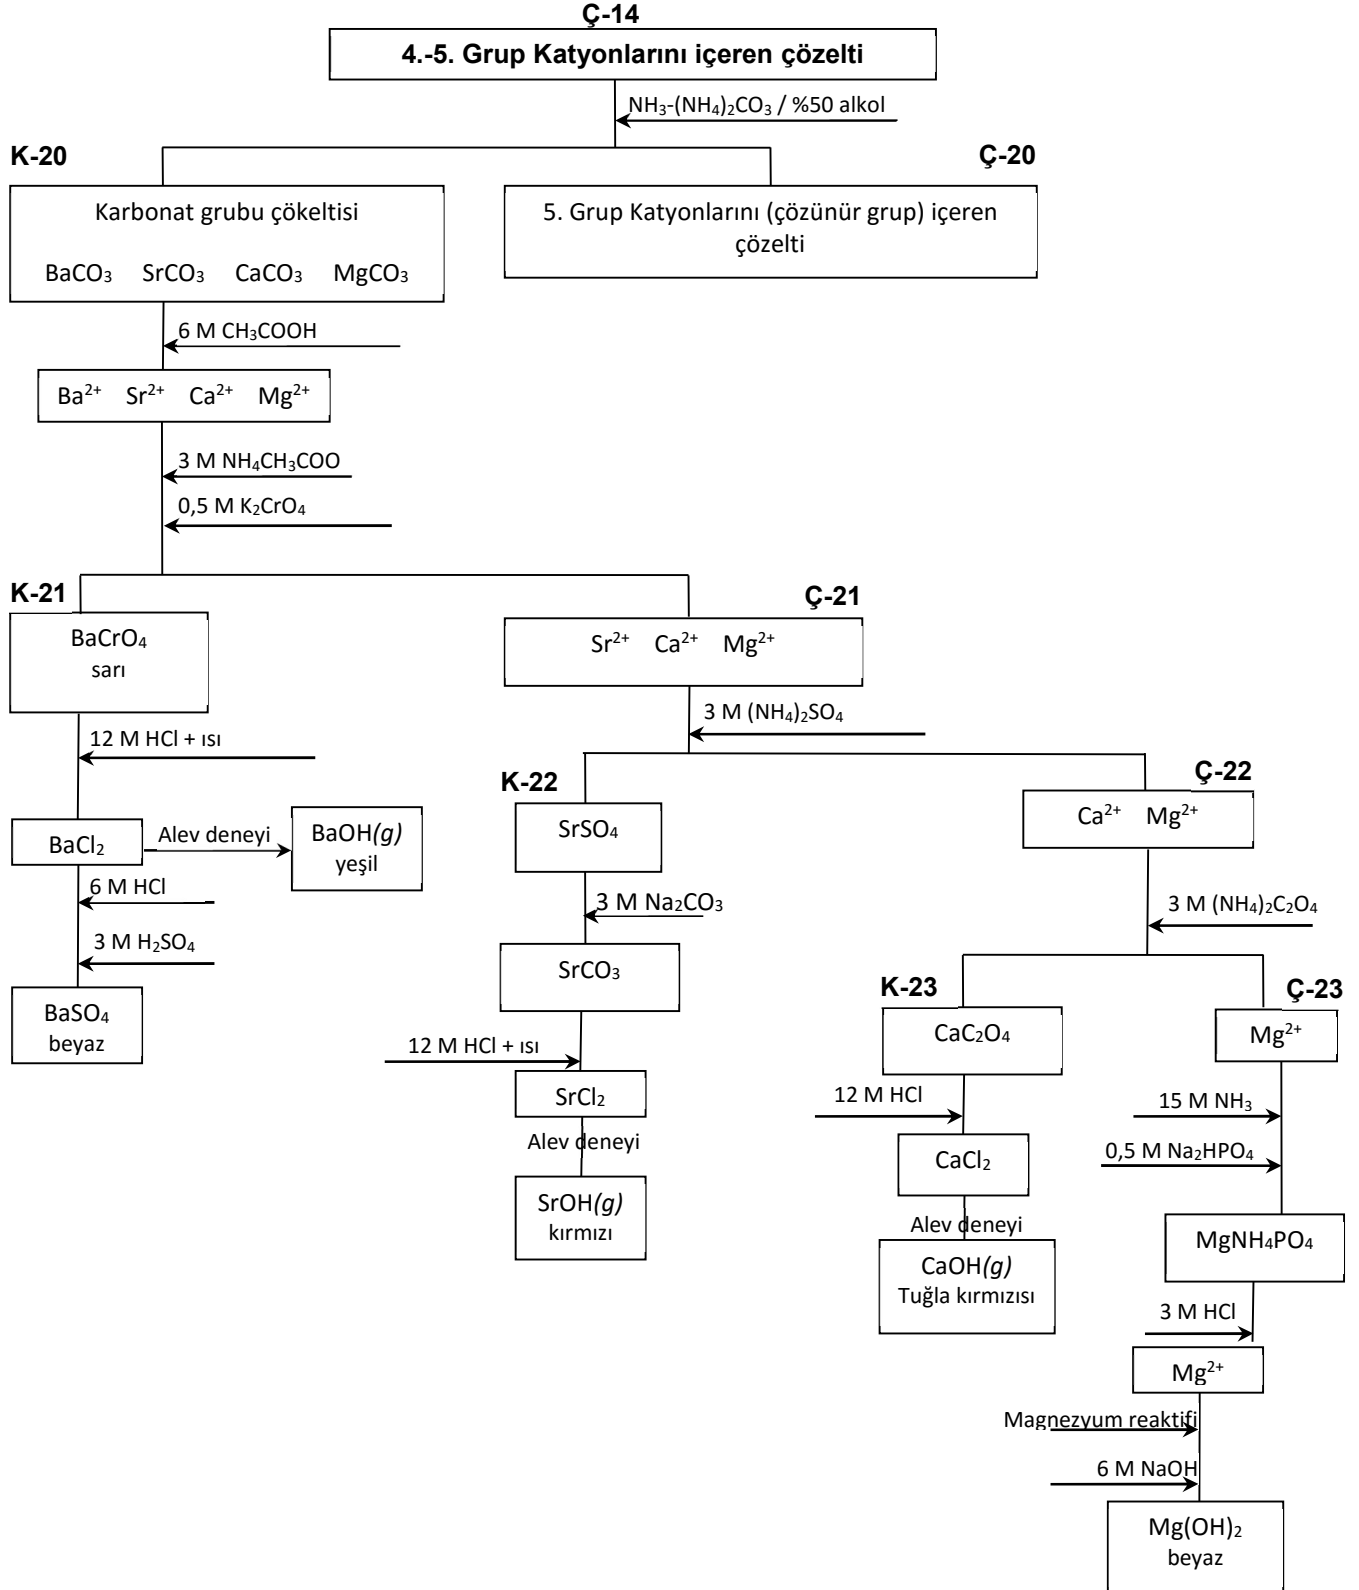 Ç-14
4.-5. Grup Katyonlarını içeren çözelti
NH₃-(NH₄)₂CO₃ / %50 alkol
K-20
Ç-20
Karbonat grubu çökeltisi
BaCO₃ SrCO₃ CaCO₃ MgCO₃
5. Grup Katyonlarını (çözünür grup) içeren
çözelti
6 M CH₃COOH
Ba²⁺ Sr²⁺ Ca²⁺ Mg²⁺
3 M NH₄CH₃COO
0,5 M K₂CrO₄
K-21
Ç-21
BaCrO₄
sarı
Sr²⁺ Ca²⁺ Mg²⁺
3 M (NH₄)₂SO₄
12 M HCl + ısı
K-22
Ç-22
SrSO₄
Ca²⁺ Mg²⁺
BaCl₂
Alev deneyi
BaOH(g)
yeşil
6 M HCl
3 M Na₂CO₃
3 M (NH₄)₂C₂O₄
3 M H₂SO₄
SrCO₃
K-23
Ç-23
BaSO₄
beyaz
CaC₂O₄
Mg²⁺
12 M HCl + ısı
SrCl₂
12 M HCl
15 M NH₃
Alev deneyi
CaCl₂
0,5 M Na₂HPO₄
SrOH(g)
kırmızı
Alev deneyi
MgNH₄PO₄
CaOH(g)
Tuğla kırmızısı
3 M HCl
Mg²⁺
Magnezyum reaktifi
6 M NaOH
Mg(OH)₂
beyaz